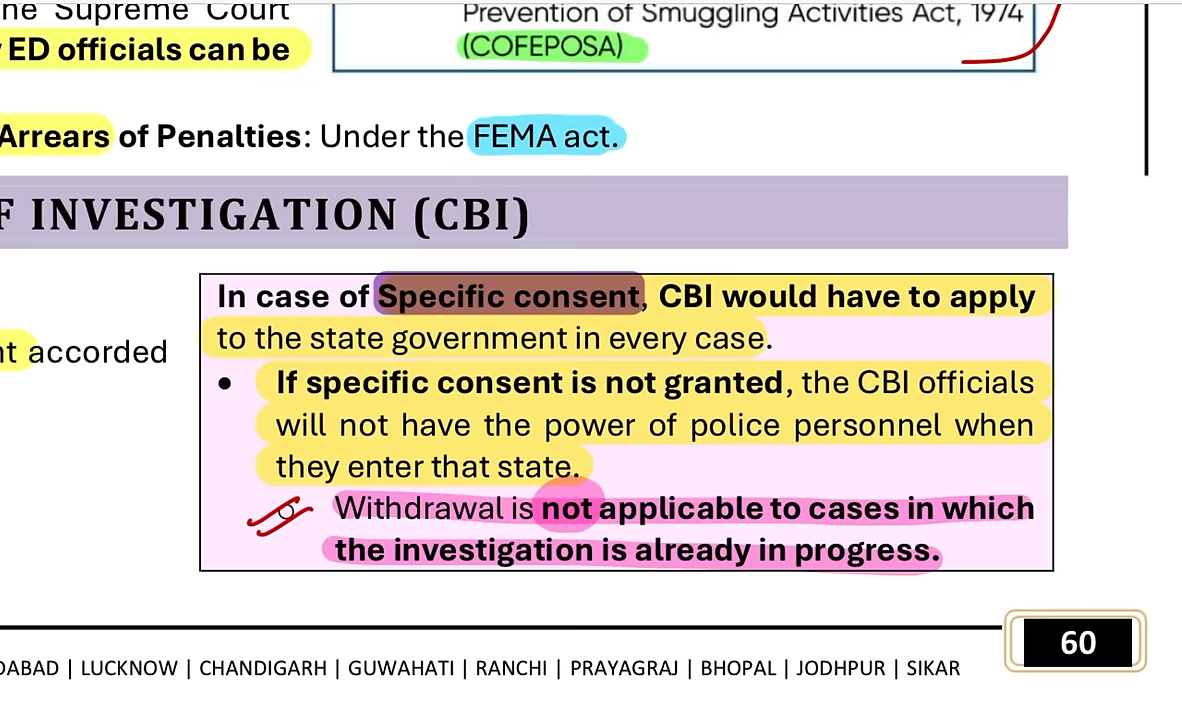 he Supreme Court
ED officials can be
Prevention of Smuggling Activities Act, 1974
(COFEPOSA)
Arrears of Penalties: Under the FEMA act.
F INVESTIGATION (CBI)
accorded
In case of Specific consent, CBI would have to apply
to the state government in every case.
• If specific consent is not granted, the CBI officials
will not have the power of police personnel when
they enter that state.
Withdrawal is not applicable to cases in which
the investigation is already in progress.
60
DABAD | LUCKNOW | CHANDIGARH | GUWAHATI | RANCHI | PRAYAGRAJ | BHOPAL | JODHPUR | SIKAR